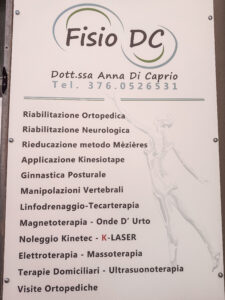 Fisio DC
Dott.ssa Anna Di Caprio
Tel. 376.0526531
Riabilitazione Ortopedica
Riabilitazione Neurologica
Rieducazione metodo Mézières
Applicazione Kinesiotape
Ginnastica Posturale
Manipolazioni Vertebrali
Linfodrenaggio-Tecarterapia
Magnetoterapia - Onde D' Urto
Noleggio Kinetec - K-LASER
Elettroterapia - Massoterapia
Terapie Domiciliari - Ultrasuonoterapia
Visite Ortopediche